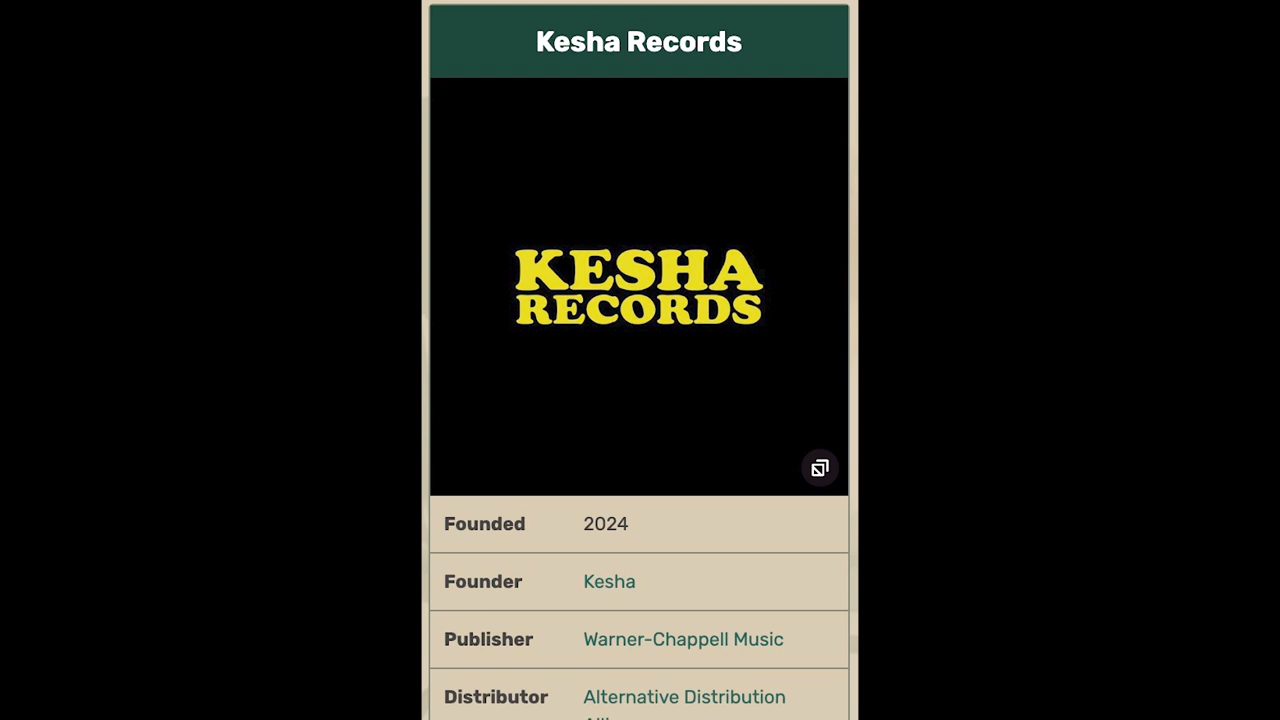 Kesha Records
KESHA
RECORDS
Founded 2024
Founder Kesha
Publisher Warner-Chappell Music
Distributor Alternative Distribution